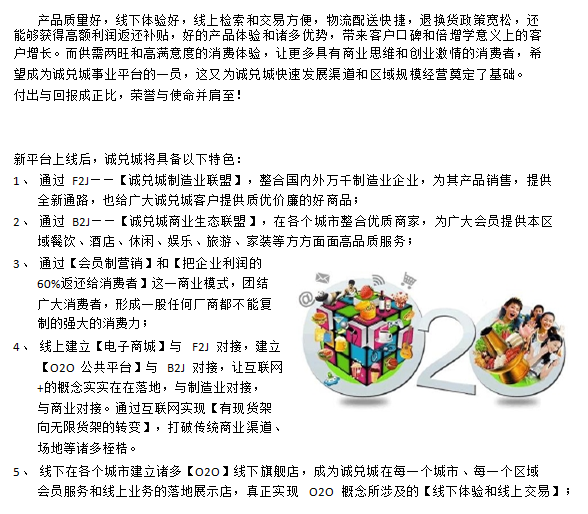 产品质量好，线下体验好，线上检索和交易方便，物流配送快捷，退换货政策宽松，还
能够获得高额利润返还补贴，好的产品体验和诸多优势，带来客户口碑和倍增学意义上的客
户增长。而供需两旺和高满意度的消费体验，让更多具有商业思维和创业激情的消费者，希
望成为诚兑城事业平台的一员，这又为诚兑城快速发展渠道和区域规模经营奠定了基础。
付出与回报成正比，荣誉与使命并肩至！
新平台上线后，诚兑城将具备以下特色：
1、 通过 F2J——【诚兑城制造业联盟】，整合国内外万千制造业企业，为其产品销售，提供
全新通路，也给广大诚兑城客户提供质优价廉的好商品；
2、 通过 B2J——【诚兑城商业生态联盟】，在各个城市整合优质商家，为广大会员提供本区
域餐饮、酒店、休闲、娱乐、旅游、家装等方方面面高品质服务；
3、 通过【会员制营销】和【把企业利润的
60%返还给消费者】这一商业模式，团结
广大消费者，形成一股任何厂商都不能复
制的强大的消费力；
4、 线上建立【电子商城】与 F2J 对接，建立
【O2O 公共平台】与 B2J 对接，让互联网
+的概念实实在在落地，与制造业对接，
与商业对接。通过互联网实现【有现货架
向无限货架的转变】，打破传统商业渠道、
场地等诸多桎梏。
5、 线下在各个城市建立诸多【O2O】线下旗舰店，成为诚兑城在每一个城市、每一个区域
会员服务和线上业务的落地展示店，真正实现 O2O 概念所涉及的【线下体验和线上交易】；
O2O